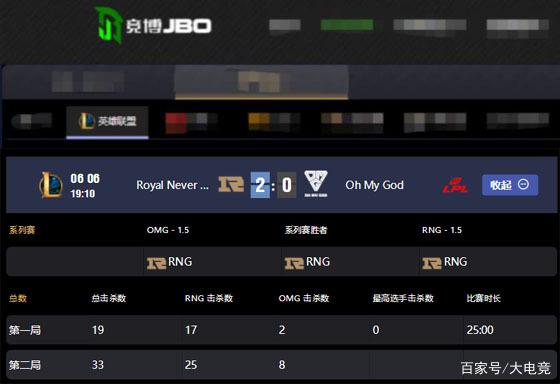 竞博JBO
英雄联盟
06 06
19:10
Royal Never ... 2:0 Oh My God LPL 收起
系列赛 OMG - 1.5 系列赛胜者 RNG - 1.5
RNG RNG RNG
总数 总击杀数 RNG 击杀数 OMG 击杀数 最高选手击杀数 比赛时长
第一局 19 17 2 0 25:00
第二局 33 25 8
百家号/大电竞